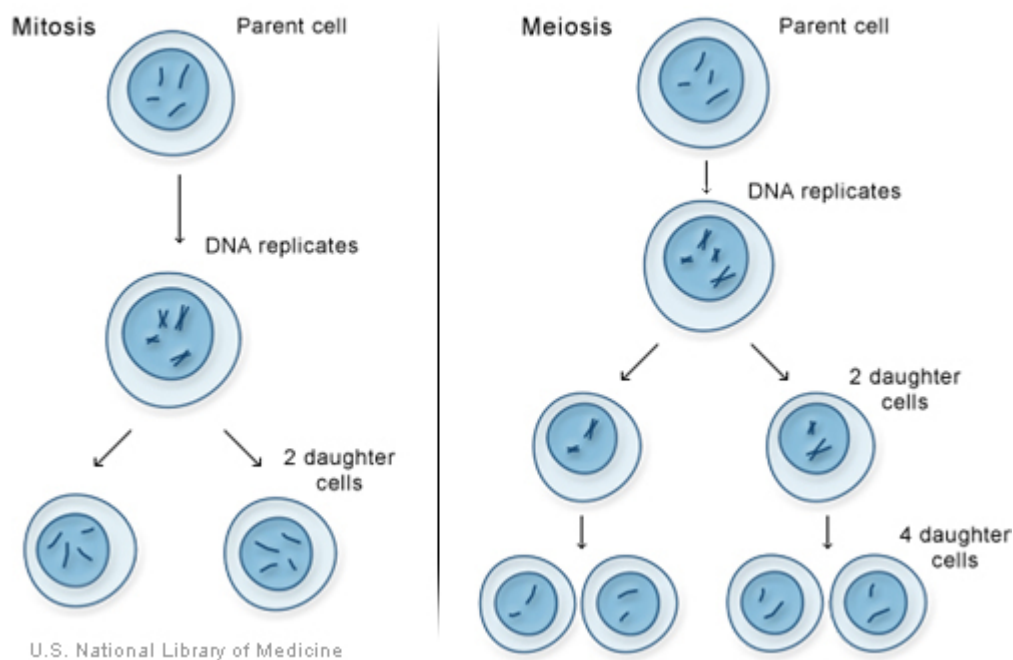 Mitosis
Parent cell
DNA replicates
2 daughter
cells
U.S. National Library of Medicine
Meiosis
Parent cell
DNA replicates
2 daughter
cells
4 daughter
cells